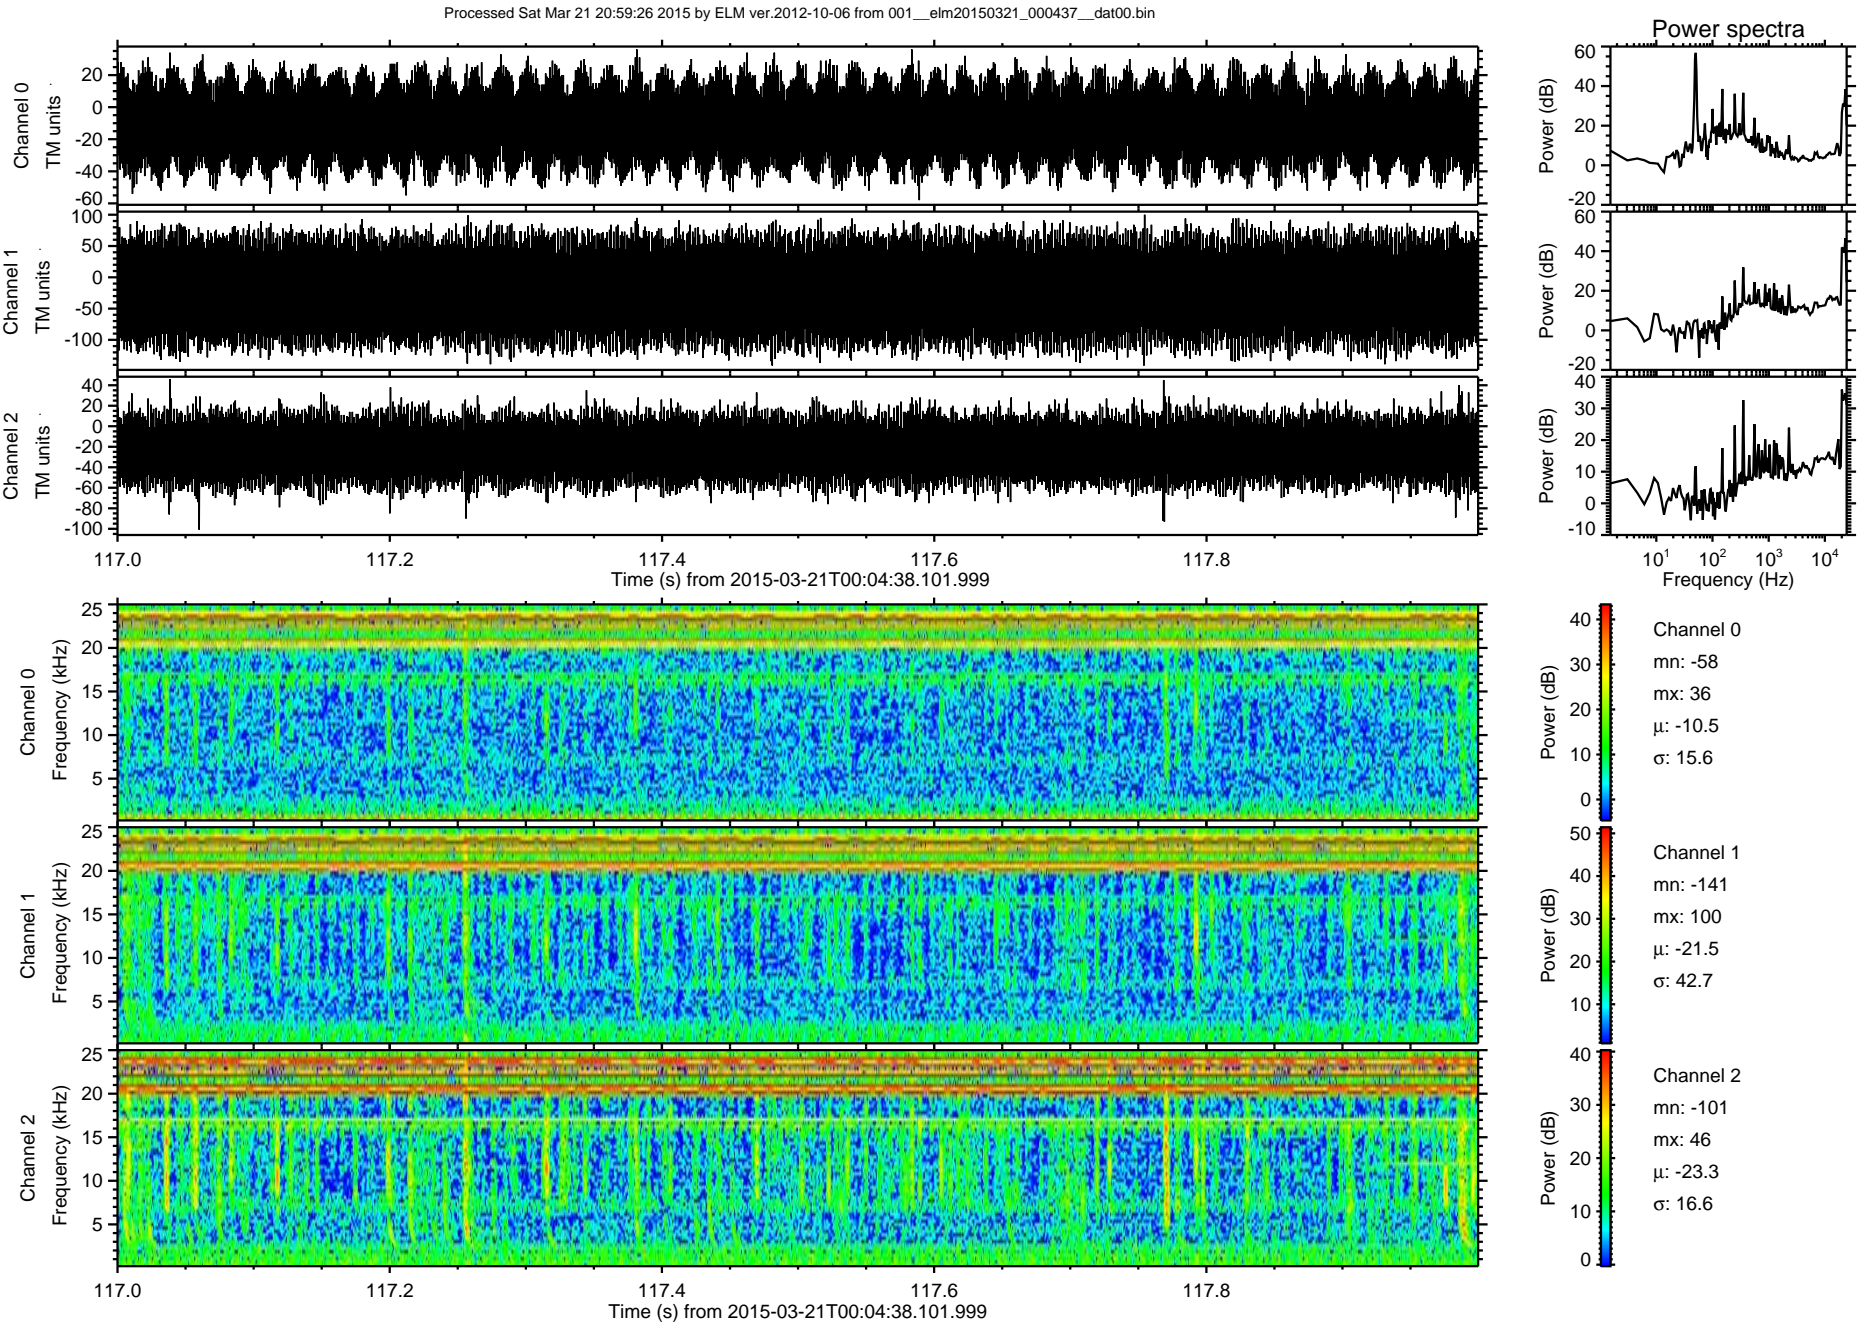 Processed Sat Mar 21 20:59:26 2015 by ELM ver.2012-10-06 from 001__elm20150321_000437__dat00.bin
Power spectra
Channel 0
TM units
20
0
-20
-40
-60
Power (dB)
60
40
20
0
-20
Channel 1
TM units
100
50
0
-50
-100
Power (dB)
60
40
20
0
-20
Channel 2
TM units
40
20
0
-20
-40
-60
-80
-100
Power (dB)
40
30
20
10
0
-10
117.0 117.2 117.4 117.6 117.8
Time (s) from 2015-03-21T00:04:38.101.999
10^1 10^2 10^3 10^4
Frequency (Hz)
Channel 0
Frequency (kHz)
25
20
15
10
5
Power (dB)
40
30
20
10
0
Channel 0
mn: -58
mx: 36
μ: -10.5
σ: 15.6
Channel 1
Frequency (kHz)
25
20
15
10
5
Power (dB)
50
40
30
20
10
Channel 1
mn: -141
mx: 100
μ: -21.5
σ: 42.7
Channel 2
Frequency (kHz)
25
20
15
10
5
Power (dB)
40
30
20
10
0
Channel 2
mn: -101
mx: 46
μ: -23.3
σ: 16.6
117.0 117.2 117.4 117.6 117.8
Time (s) from 2015-03-21T00:04:38.101.999